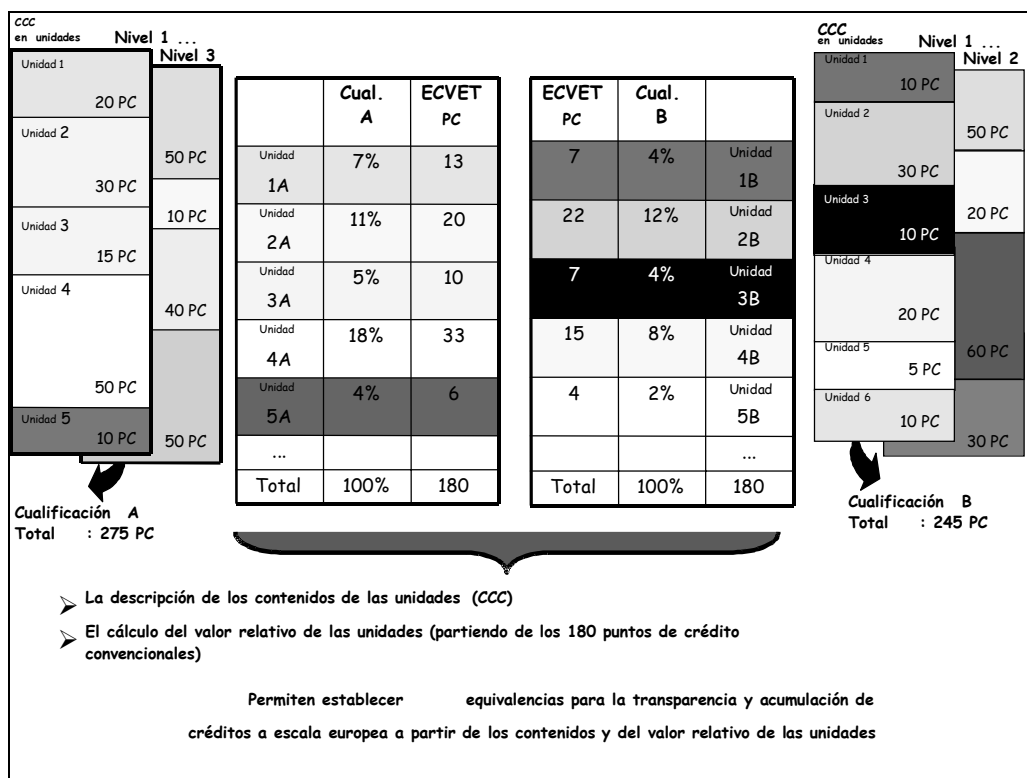 CCC
en unidades
Nivel 1 ...
Nivel 3
Unidad 1
20 PC
Unidad 2
30 PC
Unidad 3
15 PC
Unidad 4
50 PC
Unidad 5
10 PC
50 PC
10 PC
40 PC
50 PC
Cualificación A
Total : 275 PC
Cual. A ECVET PC
Unidad 1A 7% 13
Unidad 2A 11% 20
Unidad 3A 5% 10
Unidad 4A 18% 33
Unidad 5A 4% 6
...
Total 100% 180
ECVET PC Cual. B
7 4% Unidad 1B
22 12% Unidad 2B
7 4% Unidad 3B
15 8% Unidad 4B
4 2% Unidad 5B
...
Total 100% 180
CCC
en unidades
Nivel 1 ...
Nivel 2
Unidad 1
10 PC
Unidad 2
30 PC
Unidad 3
10 PC
Unidad 4
20 PC
Unidad 5
5 PC
Unidad 6
10 PC
50 PC
20 PC
60 PC
30 PC
Cualificación B
Total : 245 PC
La descripción de los contenidos de las unidades (CCC)
El cálculo del valor relativo de las unidades (partiendo de los 180 puntos de crédito
convencionales)
Permiten establecer equivalencias para la transparencia y acumulación de
créditos a escala europea a partir de los contenidos y del valor relativo de las unidades